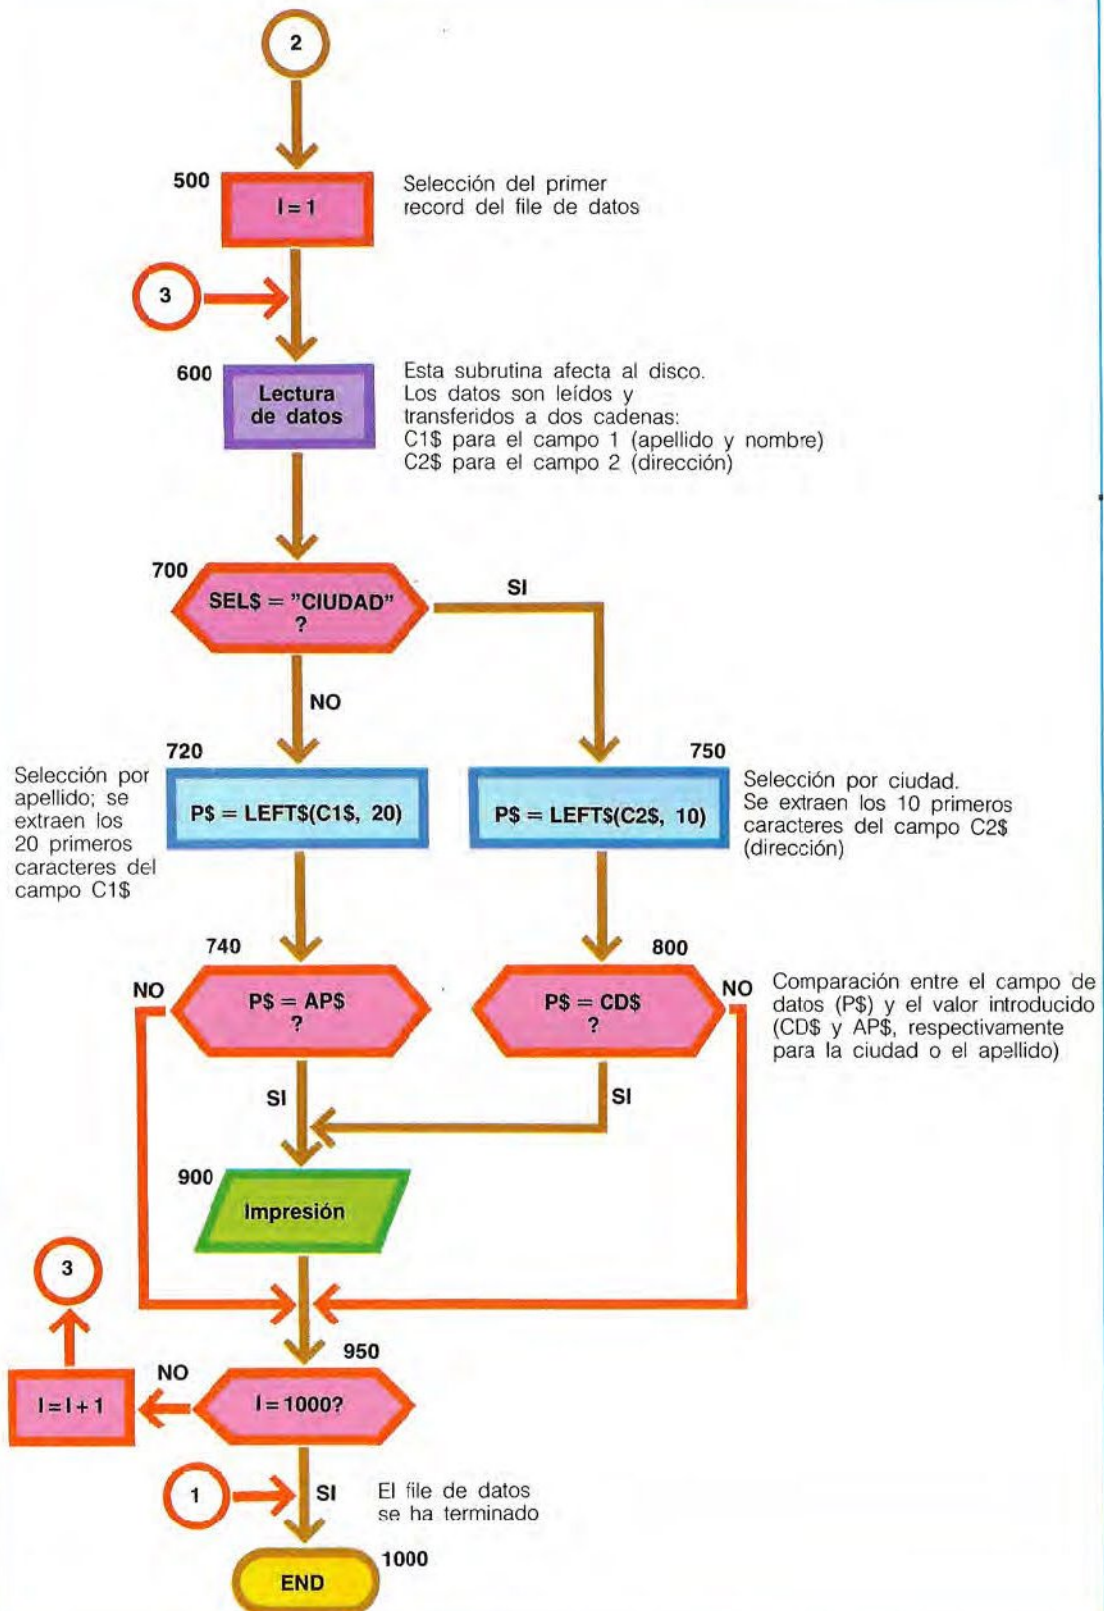 2
500
I = 1
Selección del primer
record del file de datos
3
600
Lectura
de datos
Esta subrutina afecta al disco.
Los datos son leídos y
transferidos a dos cadenas:
C1$ para el campo 1 (apellido y nombre)
C2$ para el campo 2 (dirección)
700
SEL$ = "CIUDAD"
?
SI
NO
720
P$ = LEFT$(C1$, 20)
Selección por
apellido; se
extraen los
20 primeros
caracteres del
campo C1$
750
P$ = LEFT$(C2$, 10)
Selección por ciudad.
Se extraen los 10 primeros
caracteres del campo C2$
(dirección)
740
NO
P$ = AP$
?
800
P$ = CD$
?
NO
Comparación entre el campo de
datos (P$) y el valor introducido
(CD$ y AP$, respectivamente
para la ciudad o el apellido)
SI
SI
900
Impresión
3
950
NO
I = I + 1
I = 1000?
1
SI
El file de datos
se ha terminado
1000
END